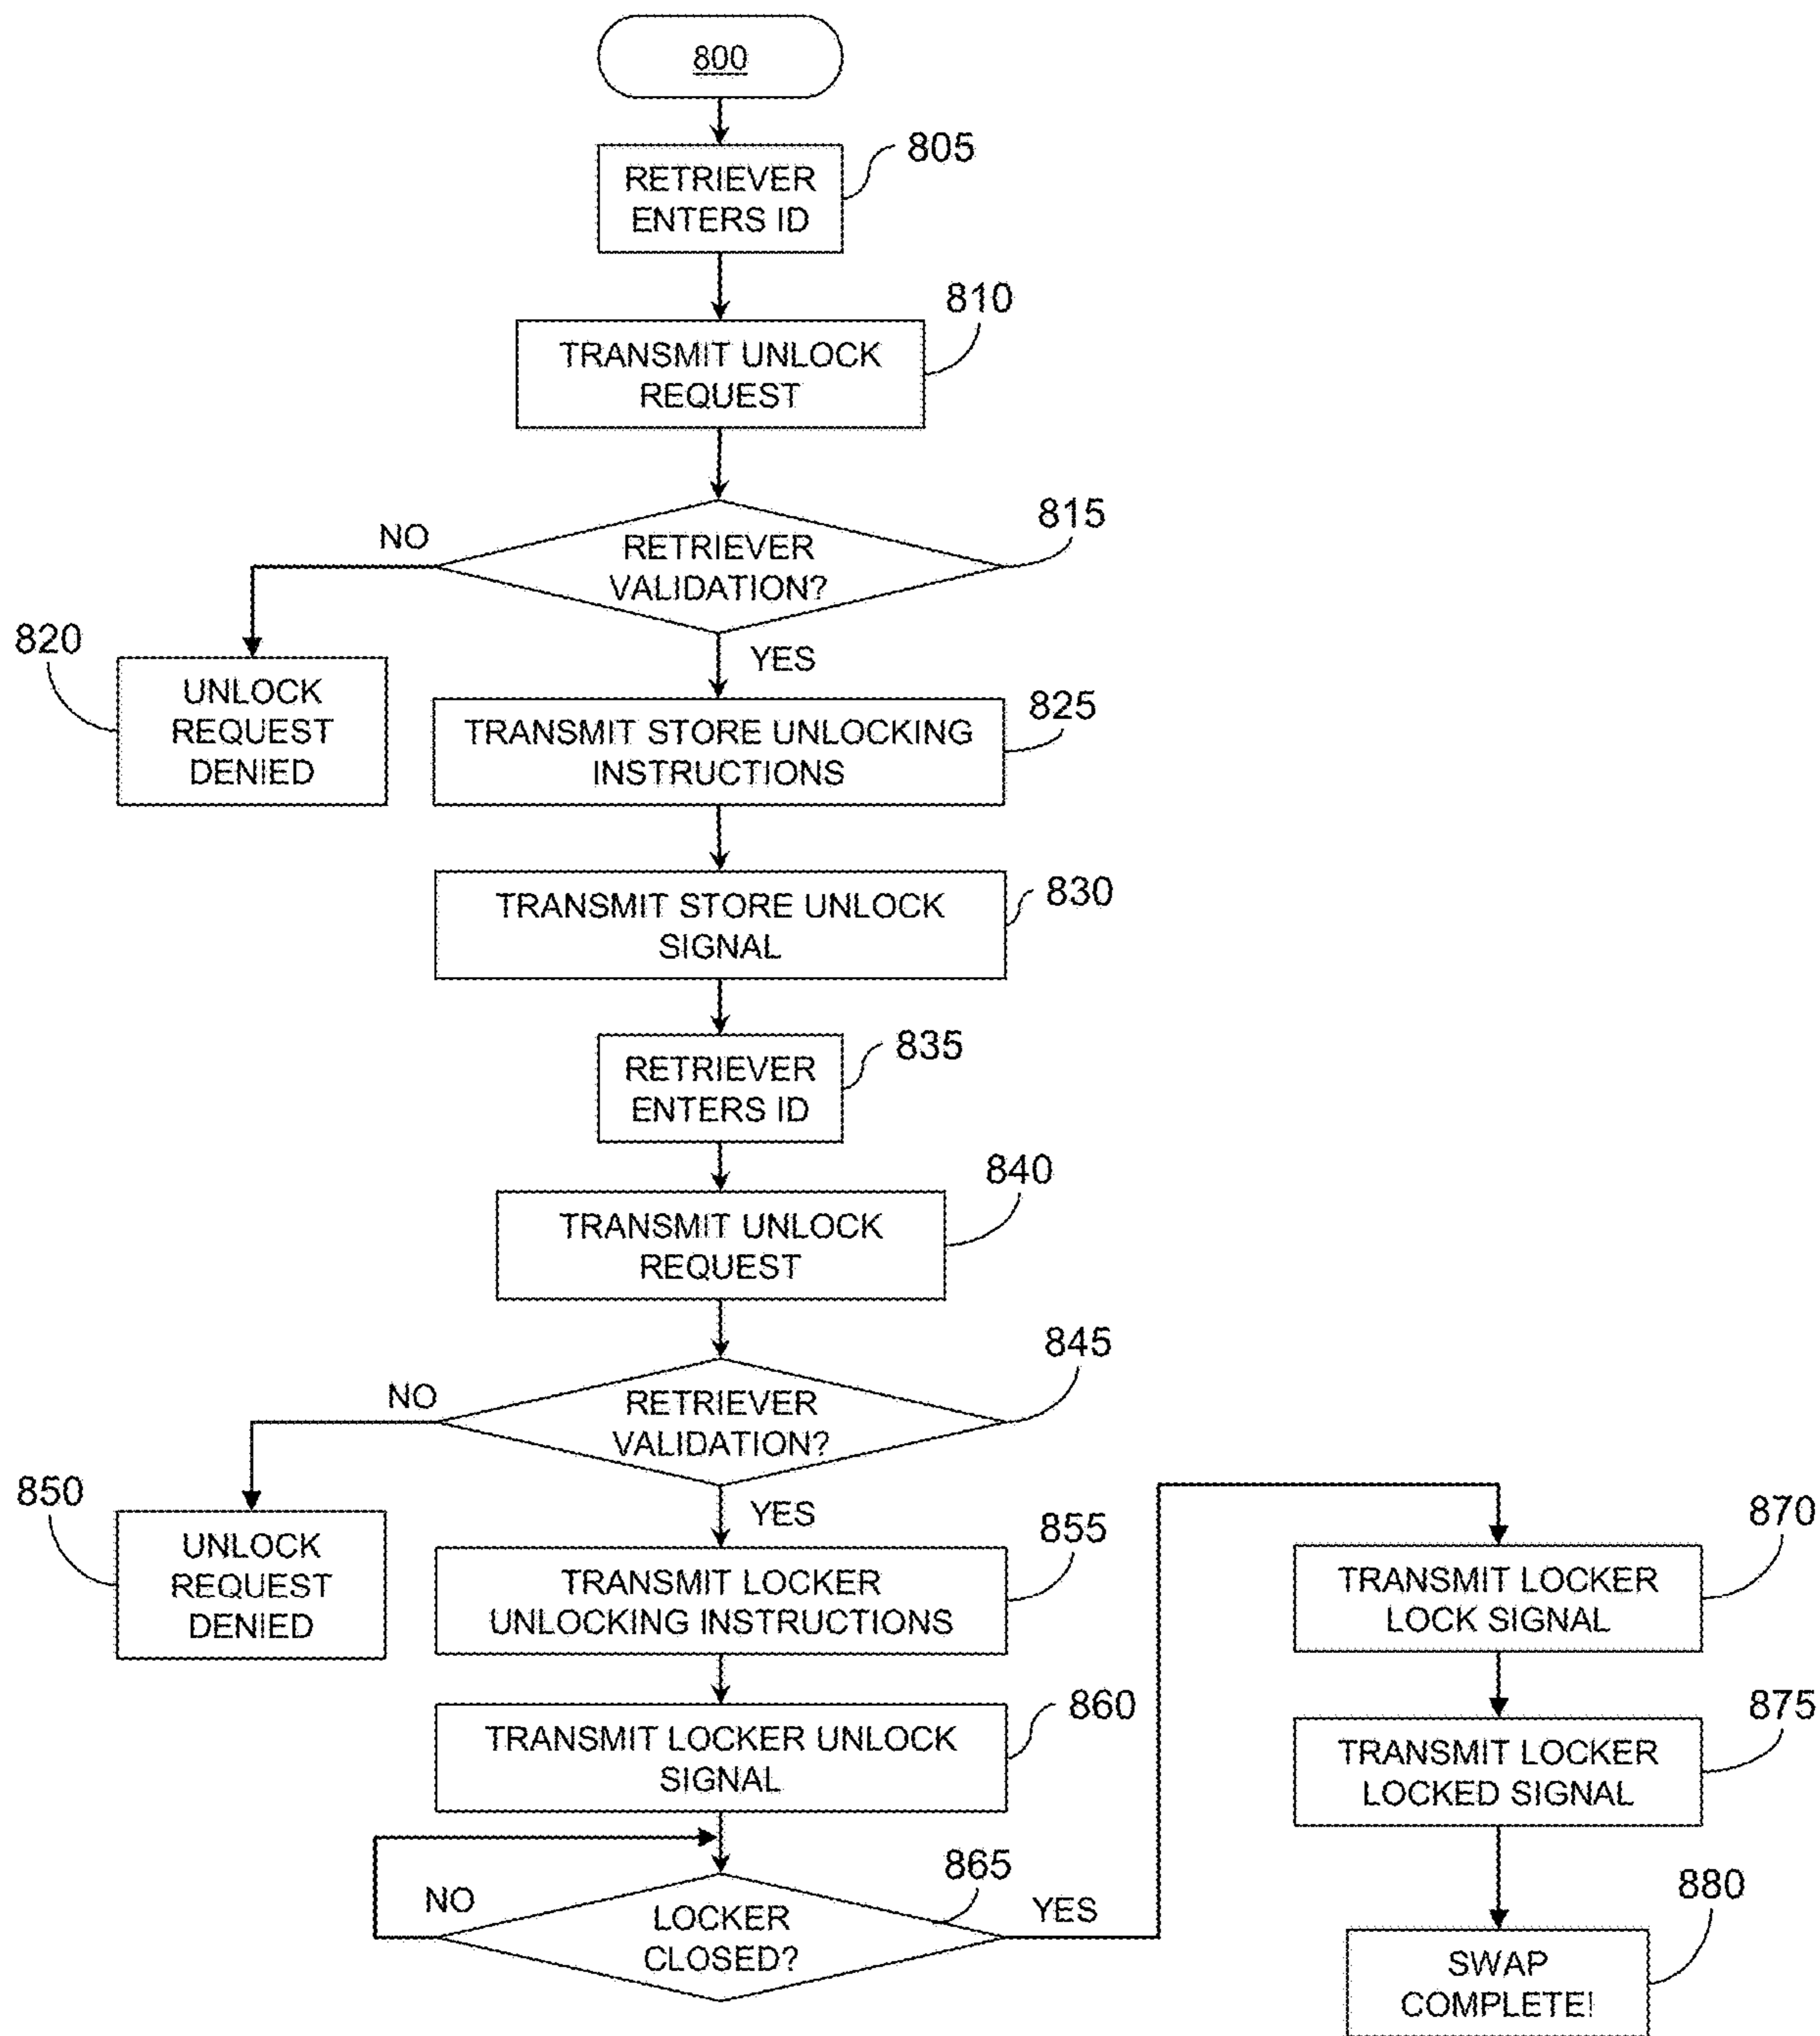 800
805
RETRIEVER
ENTERS ID
810
TRANSMIT UNLOCK
REQUEST
815
NO
RETRIEVER
VALIDATION?
820
YES
UNLOCK
REQUEST
DENIED
825
TRANSMIT STORE UNLOCKING
INSTRUCTIONS
830
TRANSMIT STORE UNLOCK
SIGNAL
835
RETRIEVER
ENTERS ID
840
TRANSMIT UNLOCK
REQUEST
845
NO
RETRIEVER
VALIDATION?
850
YES
UNLOCK
REQUEST
DENIED
855
TRANSMIT LOCKER
UNLOCKING INSTRUCTIONS
860
TRANSMIT LOCKER UNLOCK
SIGNAL
865
NO
LOCKER
CLOSED?
YES
870
TRANSMIT LOCKER
LOCK SIGNAL
875
TRANSMIT LOCKER
LOCKED SIGNAL
880
SWAP
COMPLETE!